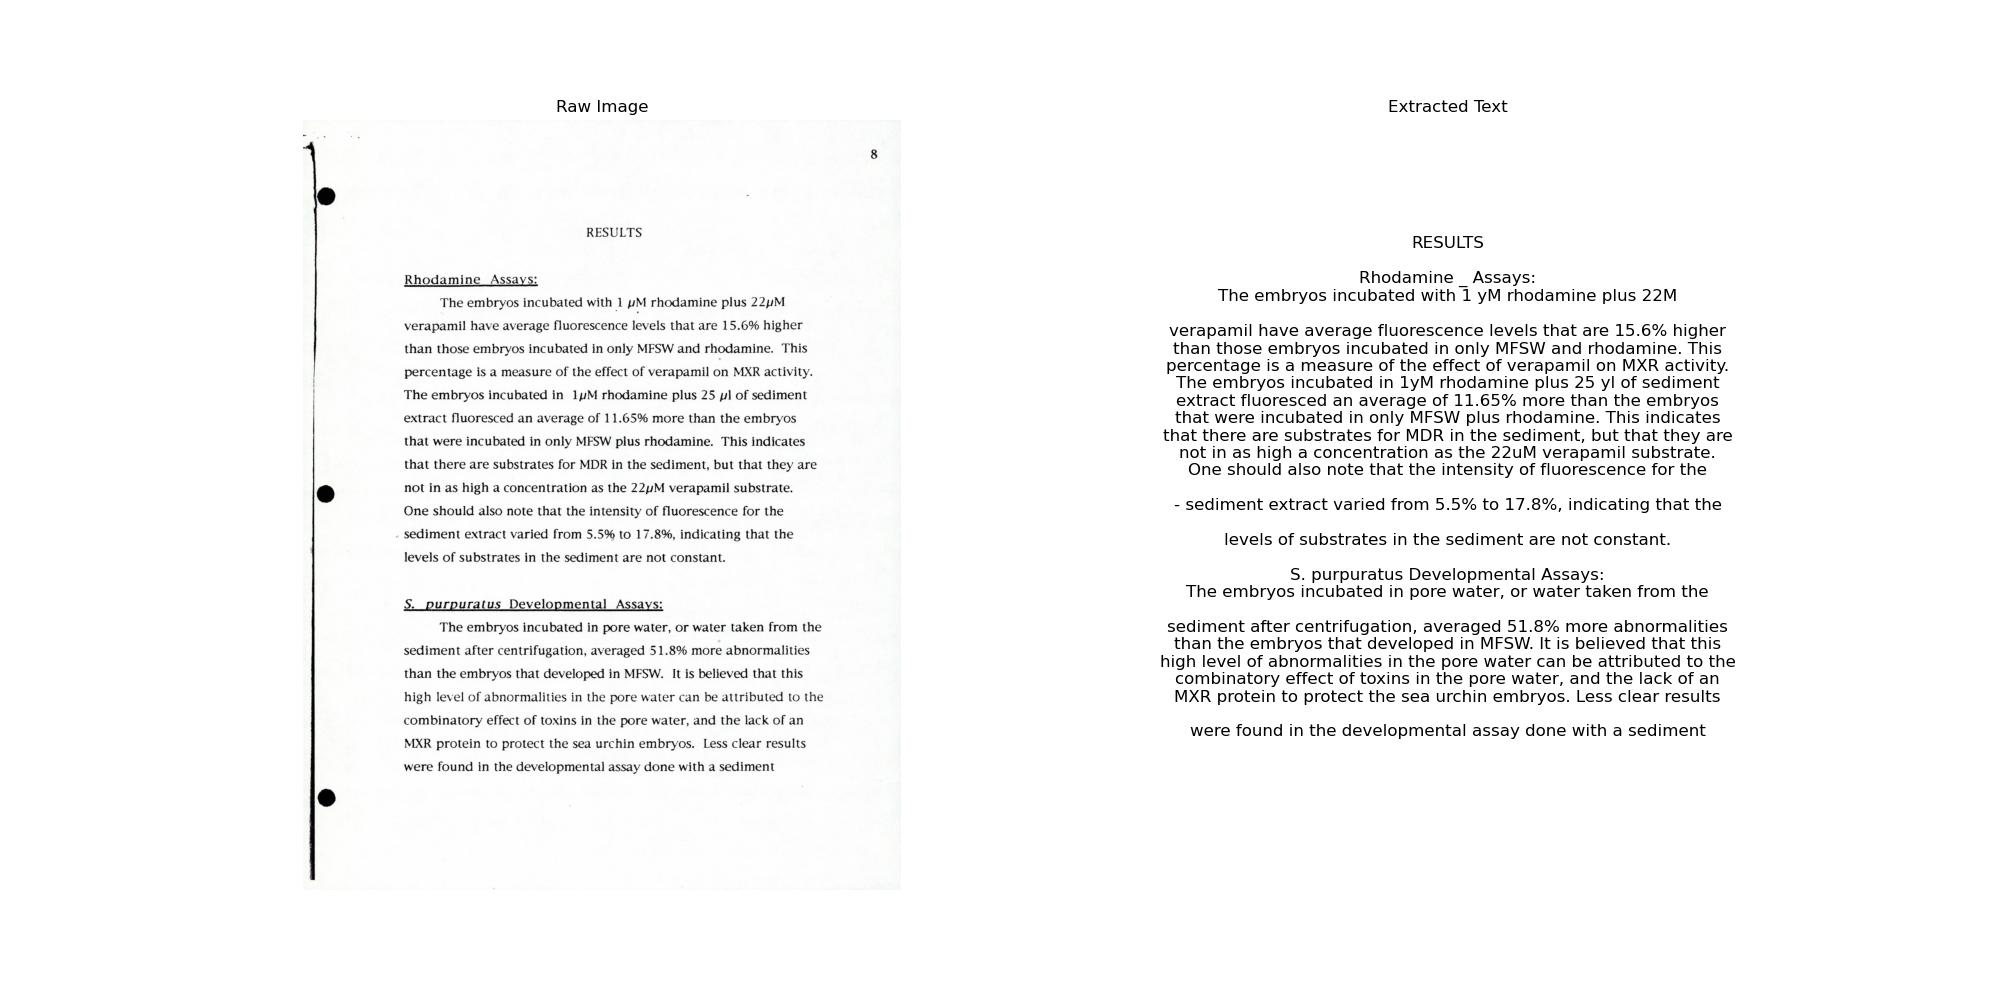 Raw Image
8
RESULTS
Rhodamine Assays:
The embryos incubated with 1 μM rhodamine plus 22μM
verapamil have average fluorescence levels that are 15.6% higher
than those embryos incubated in only MFSW and rhodamine. This
percentage is a measure of the effect of verapamil on MXR activity.
The embryos incubated in 1μM rhodamine plus 25 μl of sediment
extract fluoresced an average of 11.65% more than the embryos
that were incubated in only MFSW plus rhodamine. This indicates
that there are substrates for MDR in the sediment, but that they are
not in as high a concentration as the 22μM verapamil substrate.
One should also note that the intensity of fluorescence for the
sediment extract varied from 5.5% to 17.8%, indicating that the
levels of substrates in the sediment are not constant.
S. purpuratus Developmental Assays:
The embryos incubated in pore water, or water taken from the
sediment after centrifugation, averaged 51.8% more abnormalities
than the embryos that developed in MFSW. It is believed that this
high level of abnormalities in the pore water can be attributed to the
combinatory effect of toxins in the pore water, and the lack of an
MXR protein to protect the sea urchin embryos. Less clear results
were found in the developmental assay done with a sediment
Extracted Text
RESULTS
Rhodamine _ Assays:
The embryos incubated with 1 yM rhodamine plus 22M
verapamil have average fluorescence levels that are 15.6% higher
than those embryos incubated in only MFSW and rhodamine. This
percentage is a measure of the effect of verapamil on MXR activity.
The embryos incubated in 1yM rhodamine plus 25 yl of sediment
extract fluoresced an average of 11.65% more than the embryos
that were incubated in only MFSW plus rhodamine. This indicates
that there are substrates for MDR in the sediment, but that they are
not in as high a concentration as the 22uM verapamil substrate.
One should also note that the intensity of fluorescence for the
- sediment extract varied from 5.5% to 17.8%, indicating that the
levels of substrates in the sediment are not constant.
S. purpuratus Developmental Assays:
The embryos incubated in pore water, or water taken from the
sediment after centrifugation, averaged 51.8% more abnormalities
than the embryos that developed in MFSW. It is believed that this
high level of abnormalities in the pore water can be attributed to the
combinatory effect of toxins in the pore water, and the lack of an
MXR protein to protect the sea urchin embryos. Less clear results
were found in the developmental assay done with a sediment